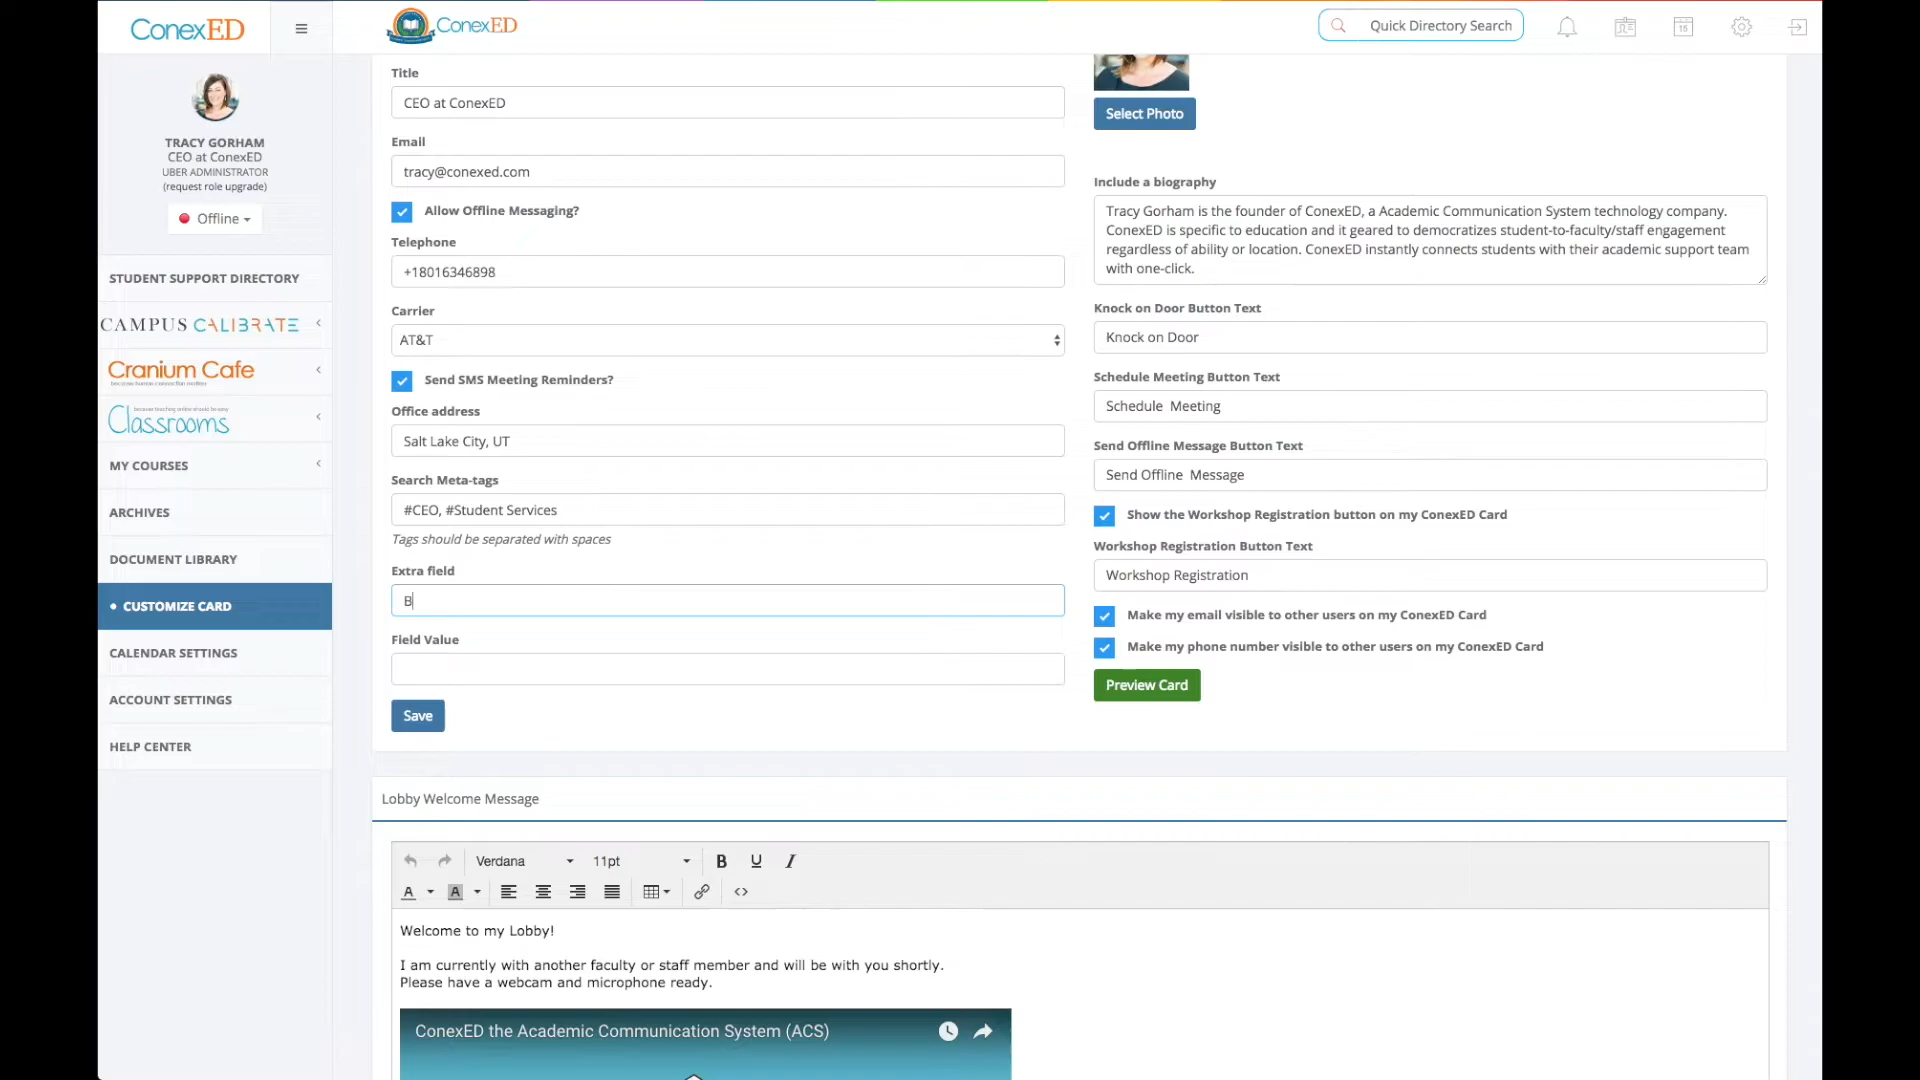 ConexED
ConexED
Quick Directory Search
15
TRACY GORHAM
CEO at ConexED
UBER ADMINISTRATOR
(request role upgrade)
Offline
STUDENT SUPPORT DIRECTORY
CAMPUS CALIBRATE
Cranium Cafe
because teaching online should be easy
Classrooms
MY COURSES
ARCHIVES
DOCUMENT LIBRARY
CUSTOMIZE CARD
CALENDAR SETTINGS
ACCOUNT SETTINGS
HELP CENTER
Title
CEO at ConexED
Email
tracy@conexed.com
Allow Offline Messaging?
Telephone
+18016346898
Carrier
AT&T
Send SMS Meeting Reminders?
Office address
Salt Lake City, UT
Search Meta-tags
#CEO, #Student Services
Tags should be separated with spaces
Extra field
B
Field Value
Save
Select Photo
Include a biography
Tracy Gorham is the founder of ConexED, a Academic Communication System technology company.
ConexED is specific to education and it geared to democratizes student-to-faculty/staff engagement
regardless of ability or location. ConexED instantly connects students with their academic support team
with one-click.
Knock on Door Button Text
Knock on Door
Schedule Meeting Button Text
Schedule  Meeting
Send Offline Message Button Text
Send Offline  Message
Show the Workshop Registration button on my ConexED Card
Workshop Registration Button Text
Workshop Registration
Make my email visible to other users on my ConexED Card
Make my phone number visible to other users on my ConexED Card
Preview Card
Lobby Welcome Message
Verdana 11pt B U I
A A
Welcome to my Lobby!
I am currently with another faculty or staff member and will be with you shortly.
Please have a webcam and microphone ready.
ConexED the Academic Communication System (ACS)